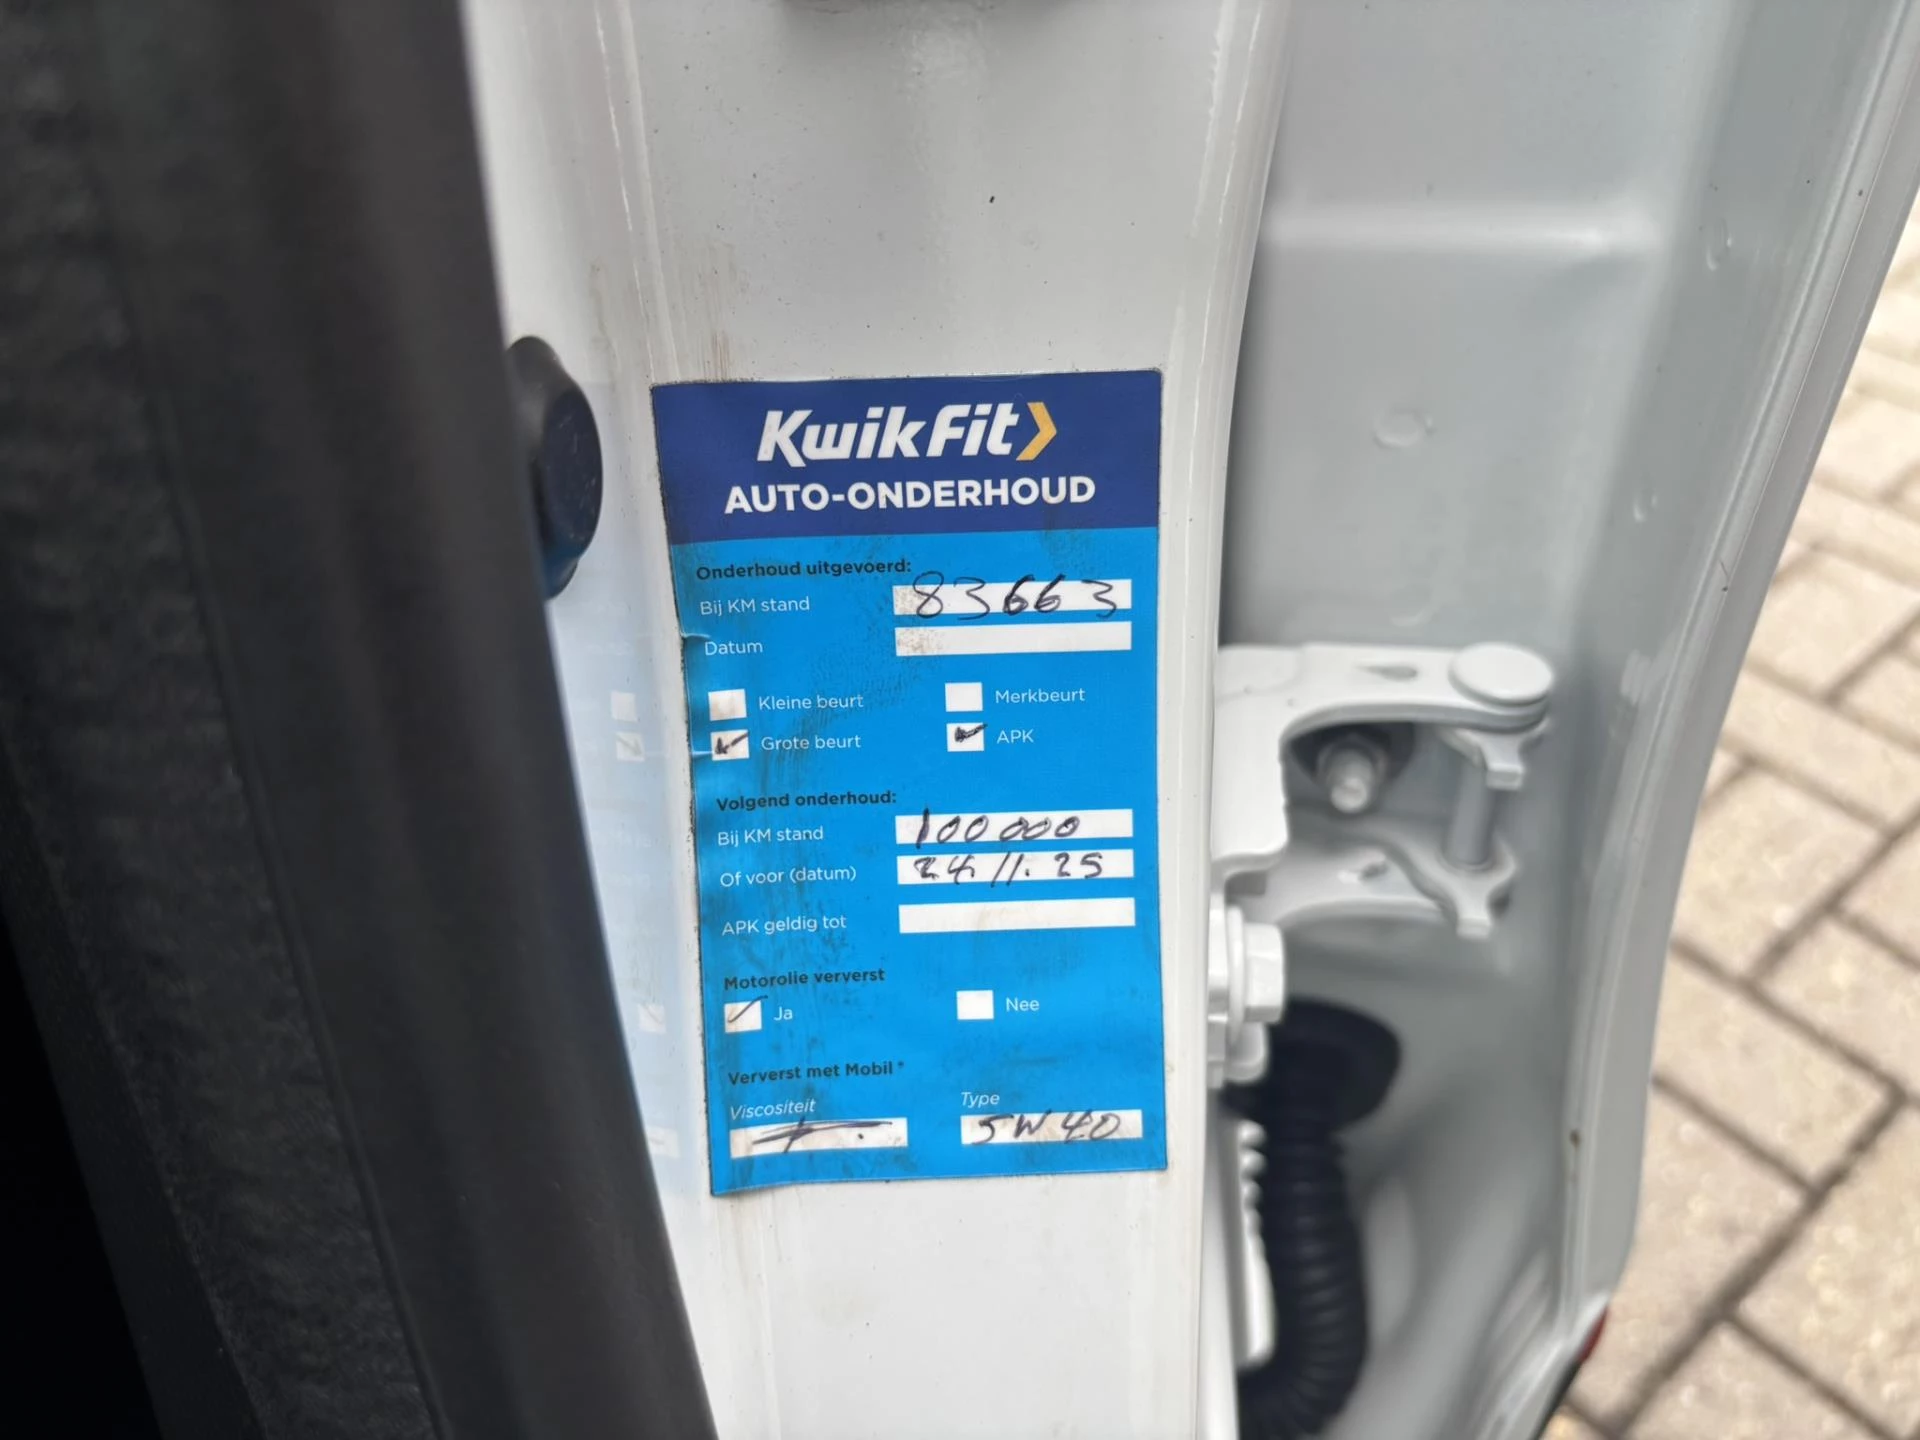 KwikFit
AUTO-ONDERHOUD
Onderhoud uitgevoerd:
Bij KM stand 83663
Datum
Kleine beurt Merkbeurt
Grote beurt APK
Volgend onderhoud:
Bij KM stand 100000
Of voor (datum) 24.11.25
APK geldig tot
Motorolie ververst
Ja Nee
Ververst met Mobil*
Viscositeit Type
5W40